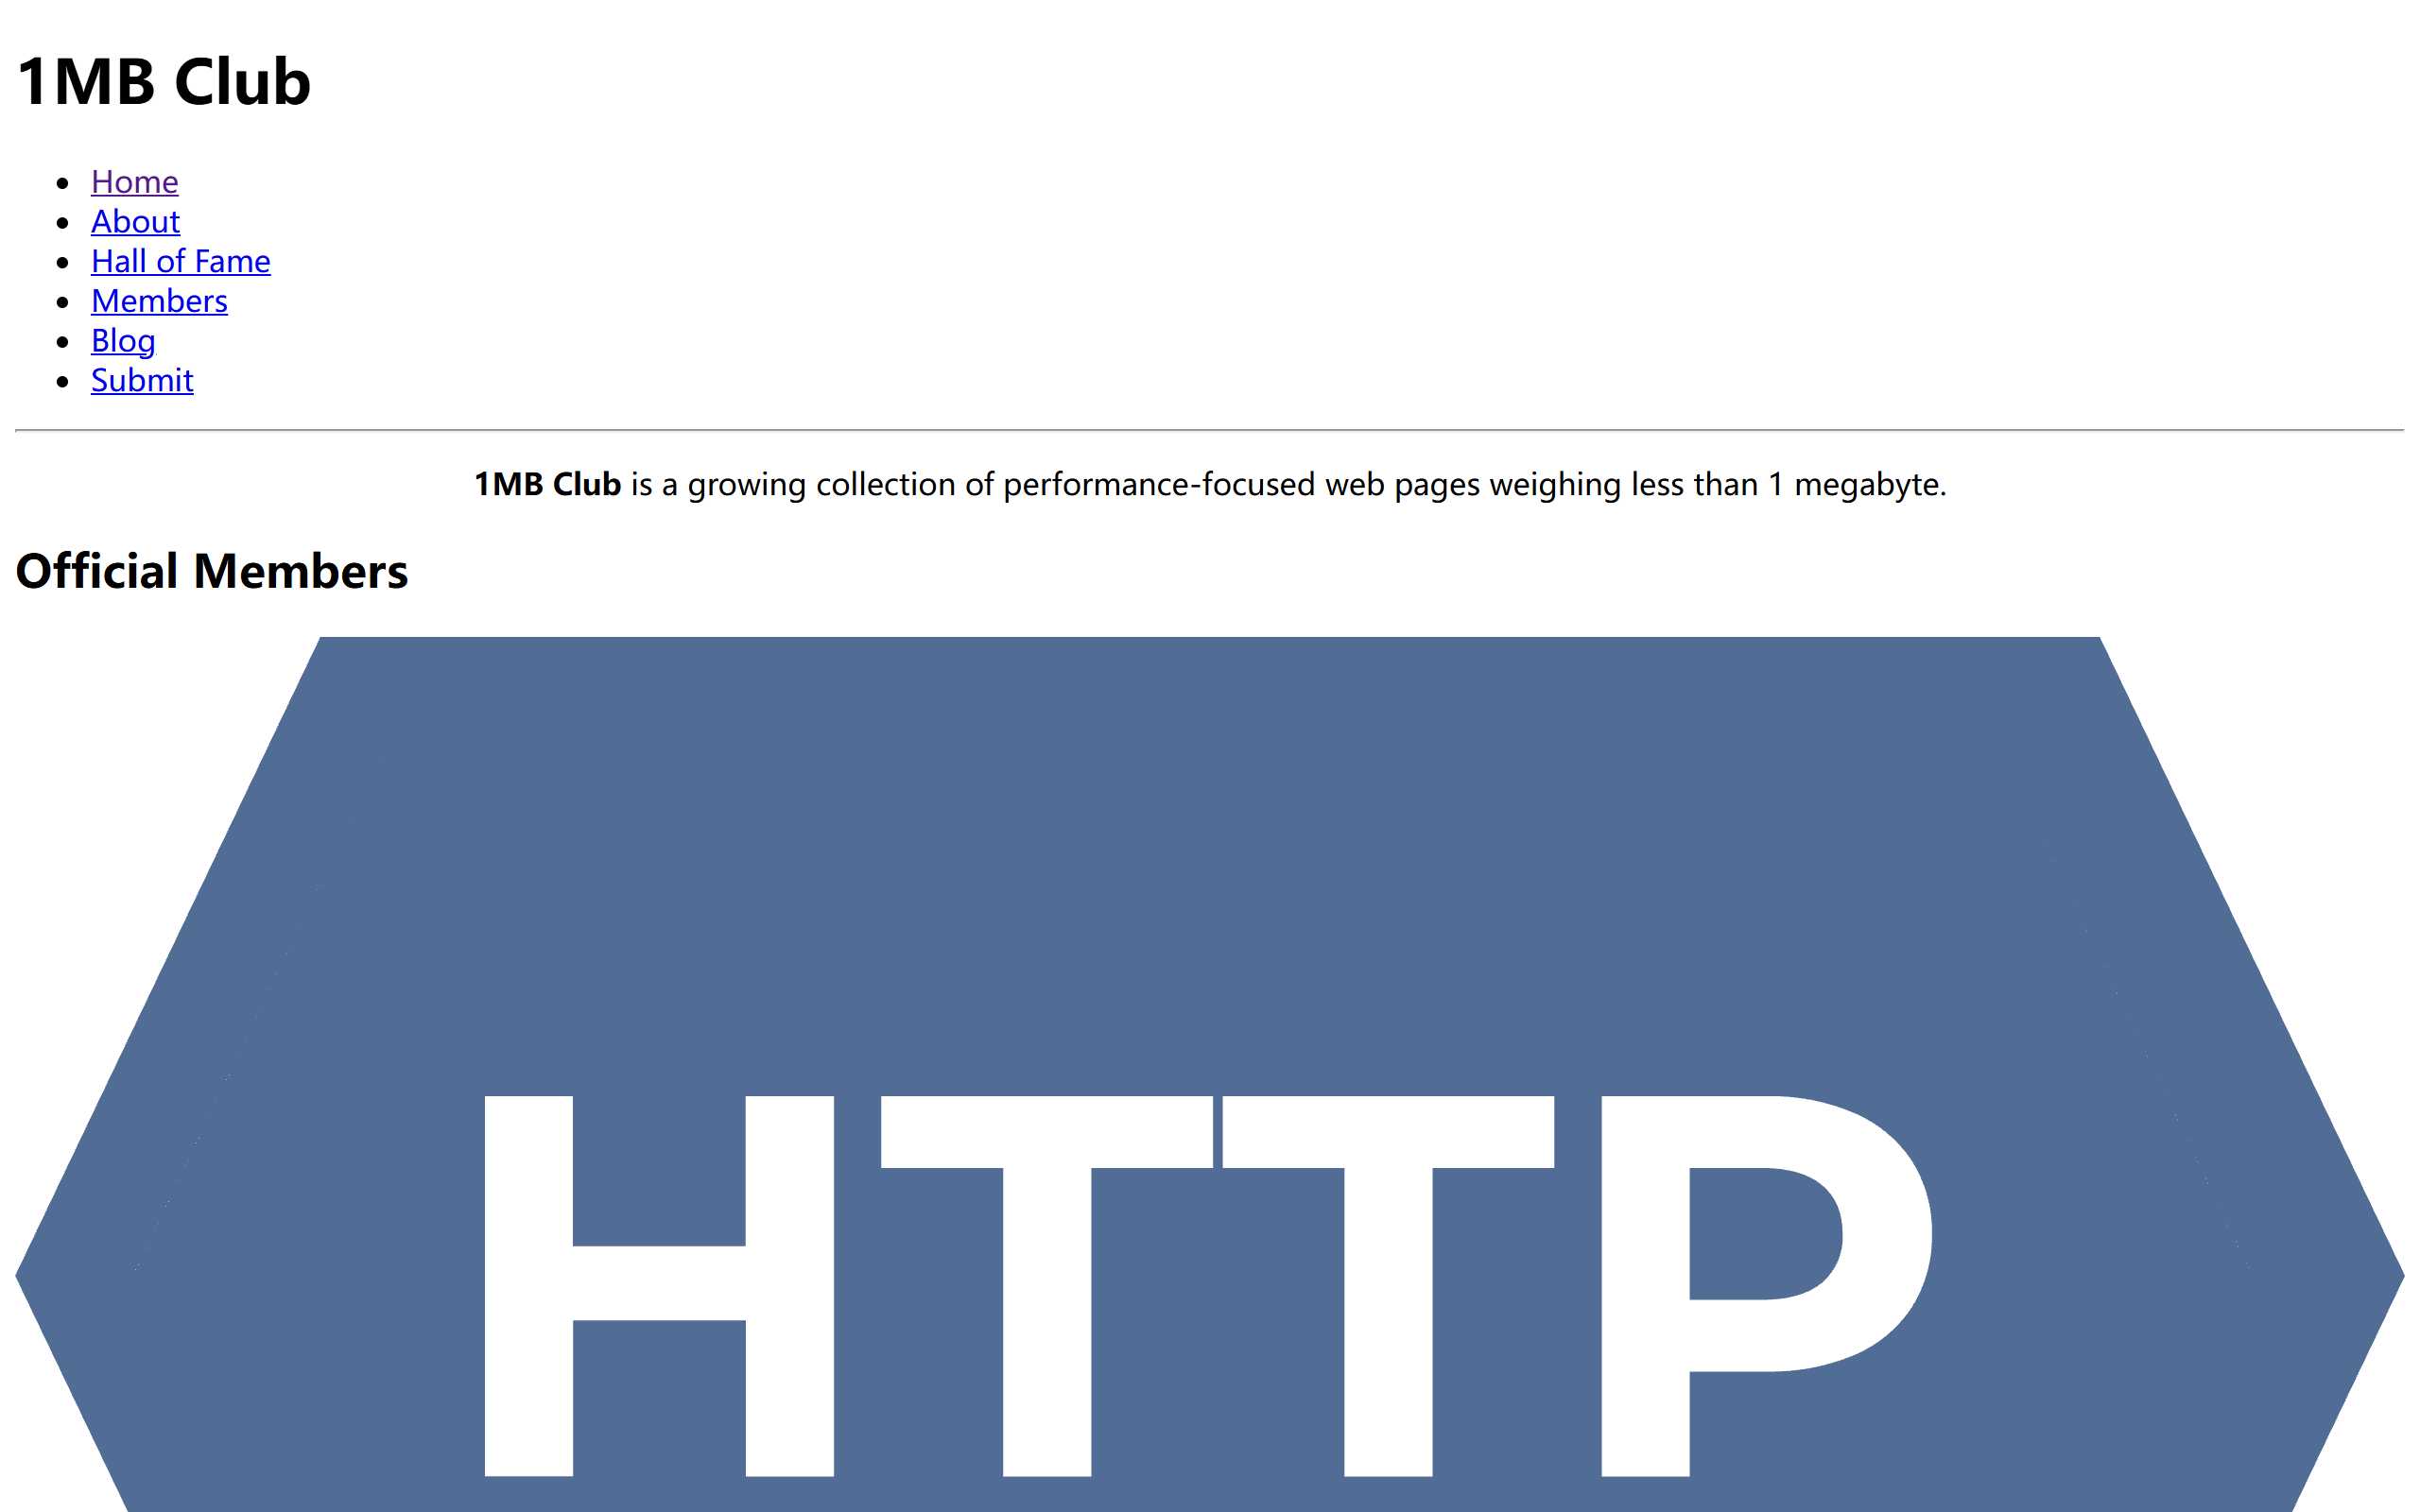 1MB Club
Home
About
Hall of Fame
Members
Blog
Submit
1MB Club is a growing collection of performance-focused web pages weighing less than 1 megabyte.
Official Members
HTTP